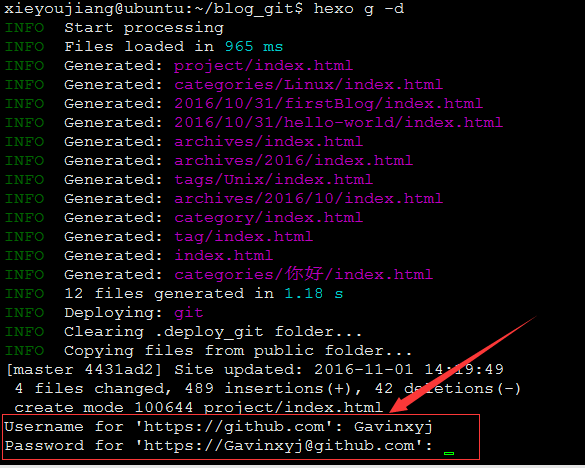 xieyoujiang@ubuntu:~/blog_git$ hexo g -d
INFO  Start processing
INFO  Files loaded in 965 ms
INFO  Generated: project/index.html
INFO  Generated: categories/Linux/index.html
INFO  Generated: 2016/10/31/firstBlog/index.html
INFO  Generated: 2016/10/31/hello-world/index.html
INFO  Generated: archives/index.html
INFO  Generated: archives/2016/index.html
INFO  Generated: tags/Unix/index.html
INFO  Generated: archives/2016/10/index.html
INFO  Generated: category/index.html
INFO  Generated: tag/index.html
INFO  Generated: index.html
INFO  Generated: categories/你好/index.html
INFO  12 files generated in 1.18 s
INFO  Deploying: git
INFO  Clearing .deploy_git folder...
INFO  Copying files from public folder...
[master 4431ad2] Site updated: 2016-11-01 14:19:49
 4 files changed, 489 insertions(+), 42 deletions(-)
 create mode 100644 project/index.html
Username for 'https://github.com': Gavinxyj
Password for 'https://Gavinxyj@github.com':